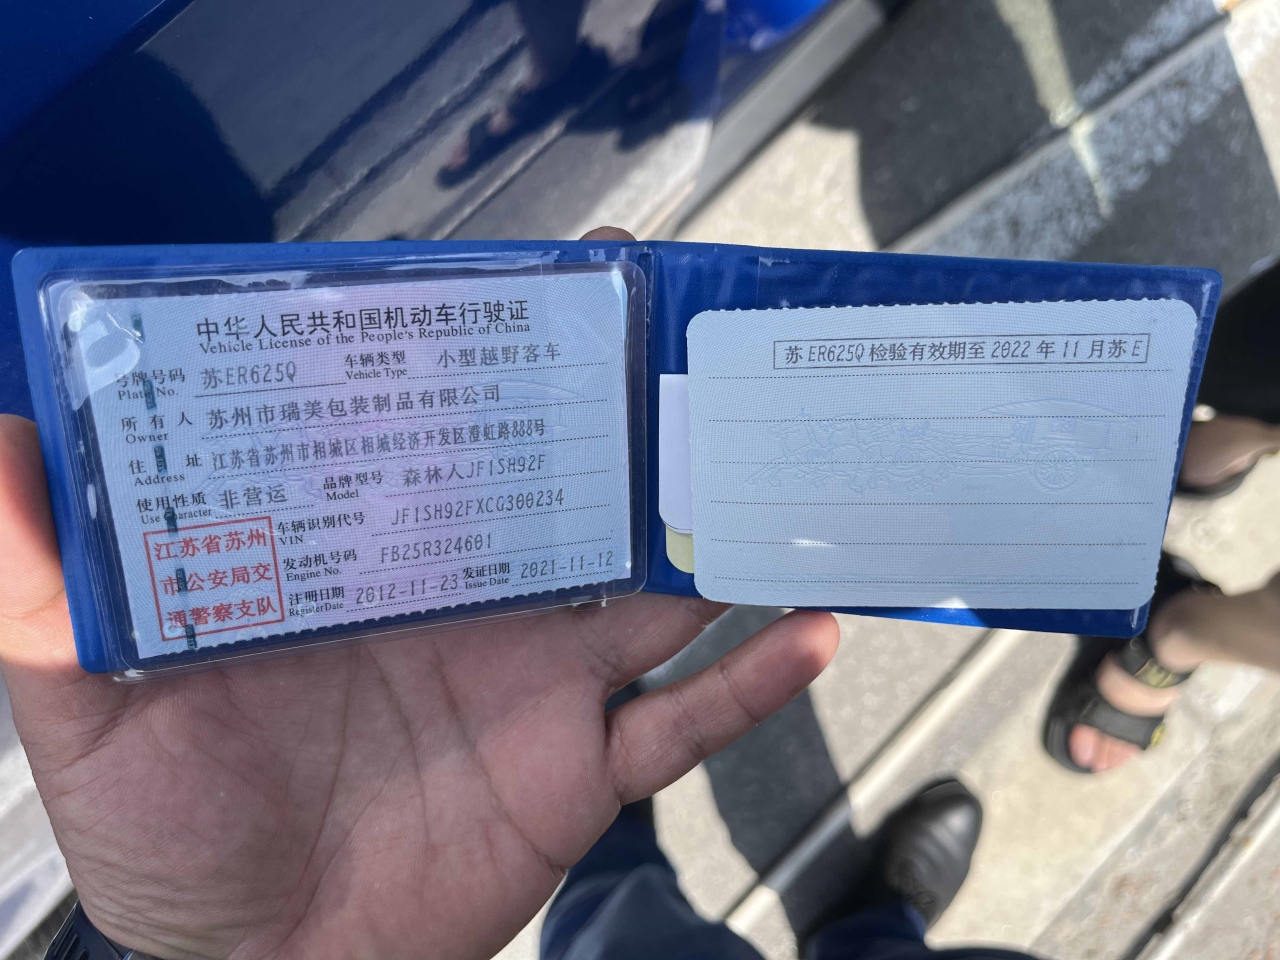 中华人民共和国机动车行驶证
Vehicle License of the People's Republic of China
号牌号码 苏ER625Q 车辆类型 小型越野客车
Plate No. Vehicle Type
所有人 苏州市瑞美包装制品有限公司
Owner
住址 江苏省苏州市相城区相城经济开发区澄虹路888号
Address
使用性质 非营运 品牌型号 森林人JF1SH92F
Use Character Model
江苏省苏州
市公安局交
通警察支队
车辆识别代号 JF1SH92FXCG300234
VIN
发动机号码 FB25R324601
Engine No.
注册日期 2012-11-23 发证日期 2021-11-12
Register Date Issue Date
苏ER625Q检验有效期至2022年11月苏E